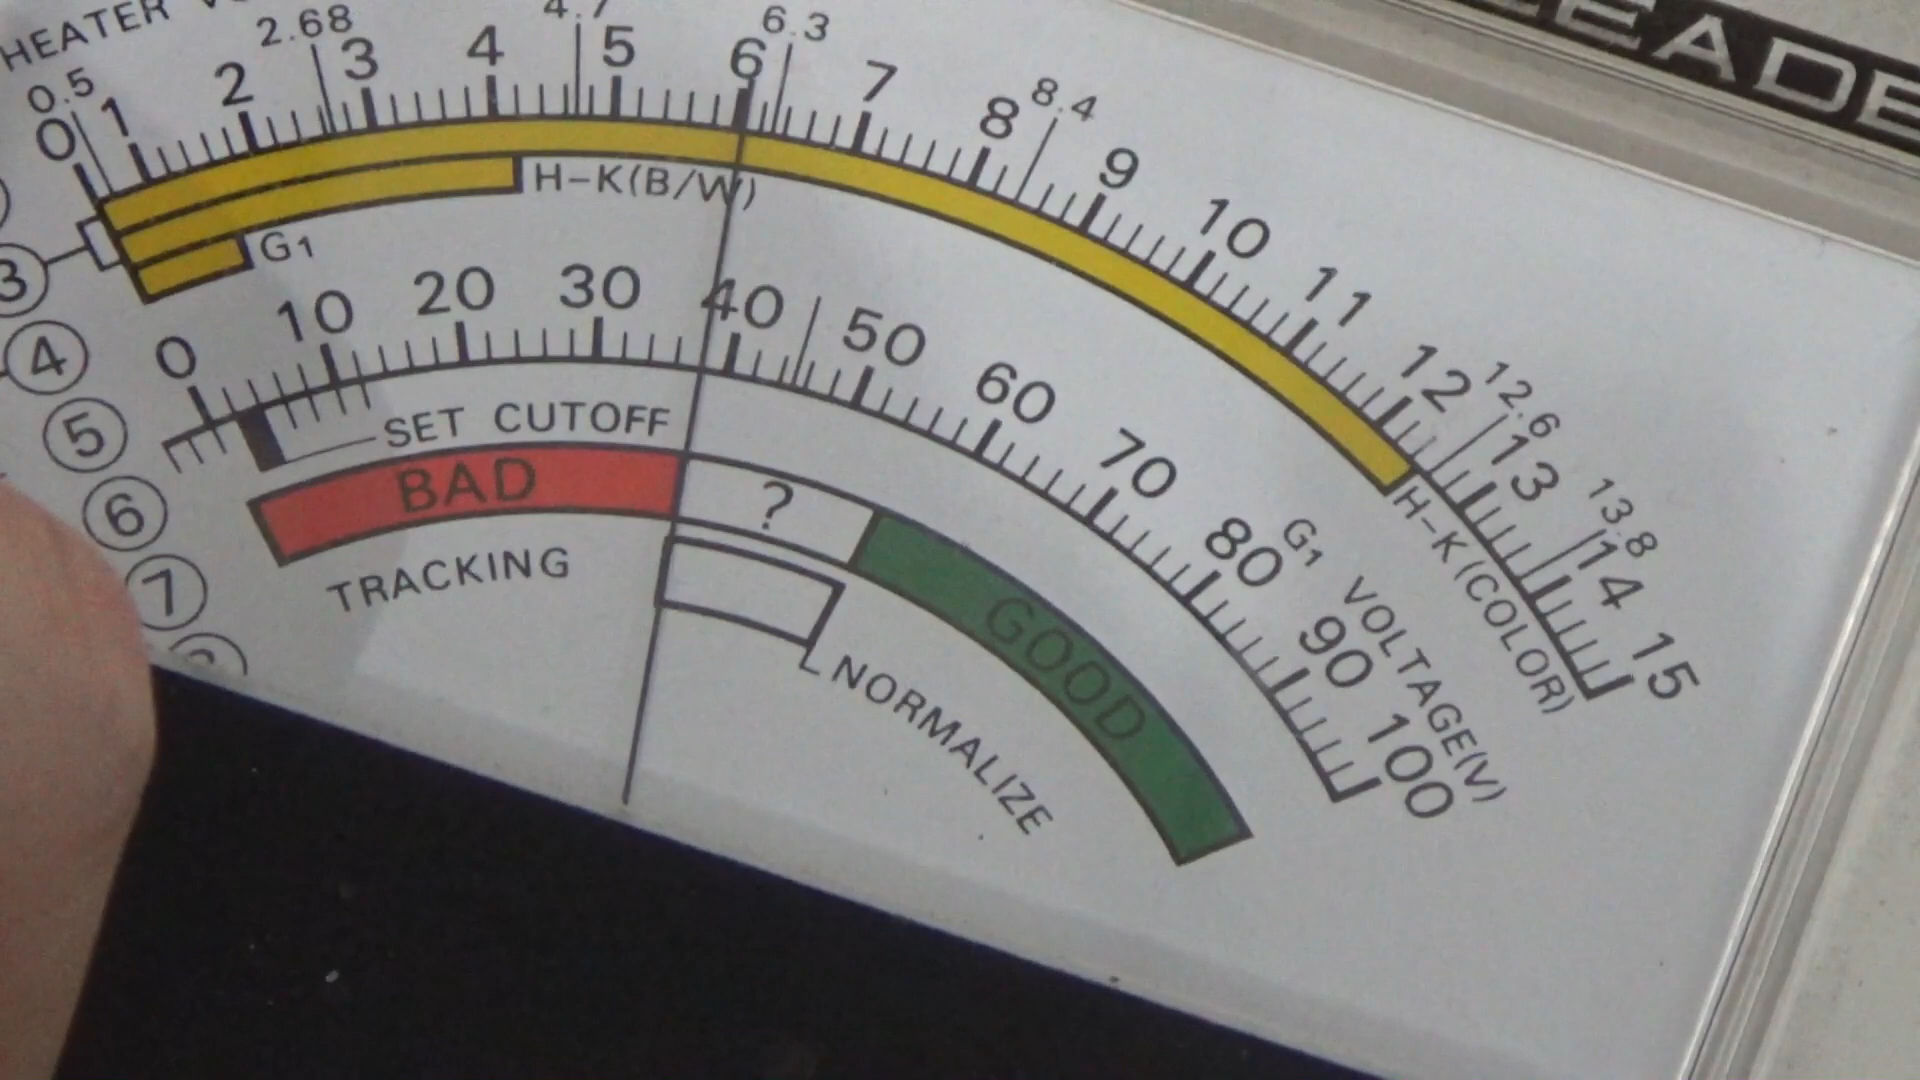 HEATER
LEADE
0.5 2.68 4.7 6.3 8.4 12.6 13.8
0 1 2 3 4 5 6 7 8 9 10 11 12 13 14 15
H-K(B/W)
H-K(COLOR)
G1
3
0 10 20 30 40 50 60 70 80 90 100
G1 VOLTAGE(V)
4
SET CUTOFF
5
BAD ? GOOD
6
TRACKING
7
NORMALIZE